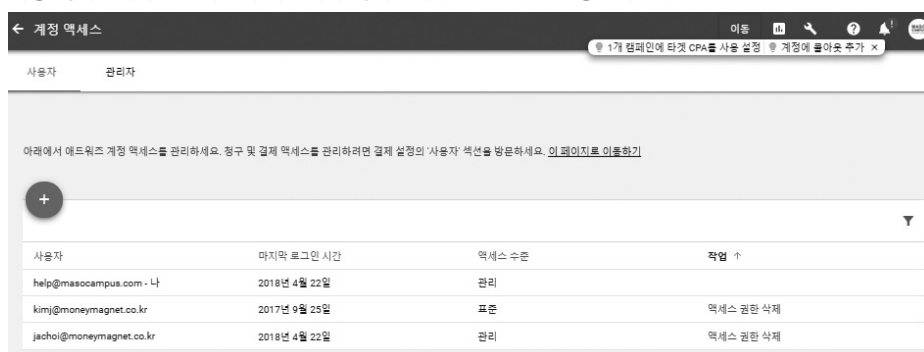 ← 계정 액세스
이동
1개 캠페인에 타겟 CPA를 사용 설정
계정에 콜아웃 추가 ×
사용자 관리자
아래에서 애드워즈 계정 액세스를 관리하세요. 청구 및 결제 액세스를 관리하려면 결제 설정의 '사용자' 섹션을 방문하세요. 이 페이지로 이동하기
+
사용자 마지막 로그인 시간 액세스 수준 작업 ↑
help@masocampus.com - 나 2018년 4월 22일 관리
kimj@moneymagnet.co.kr 2017년 9월 25일 표준 액세스 권한 삭제
jachoi@moneymagnet.co.kr 2018년 4월 22일 관리 액세스 권한 삭제